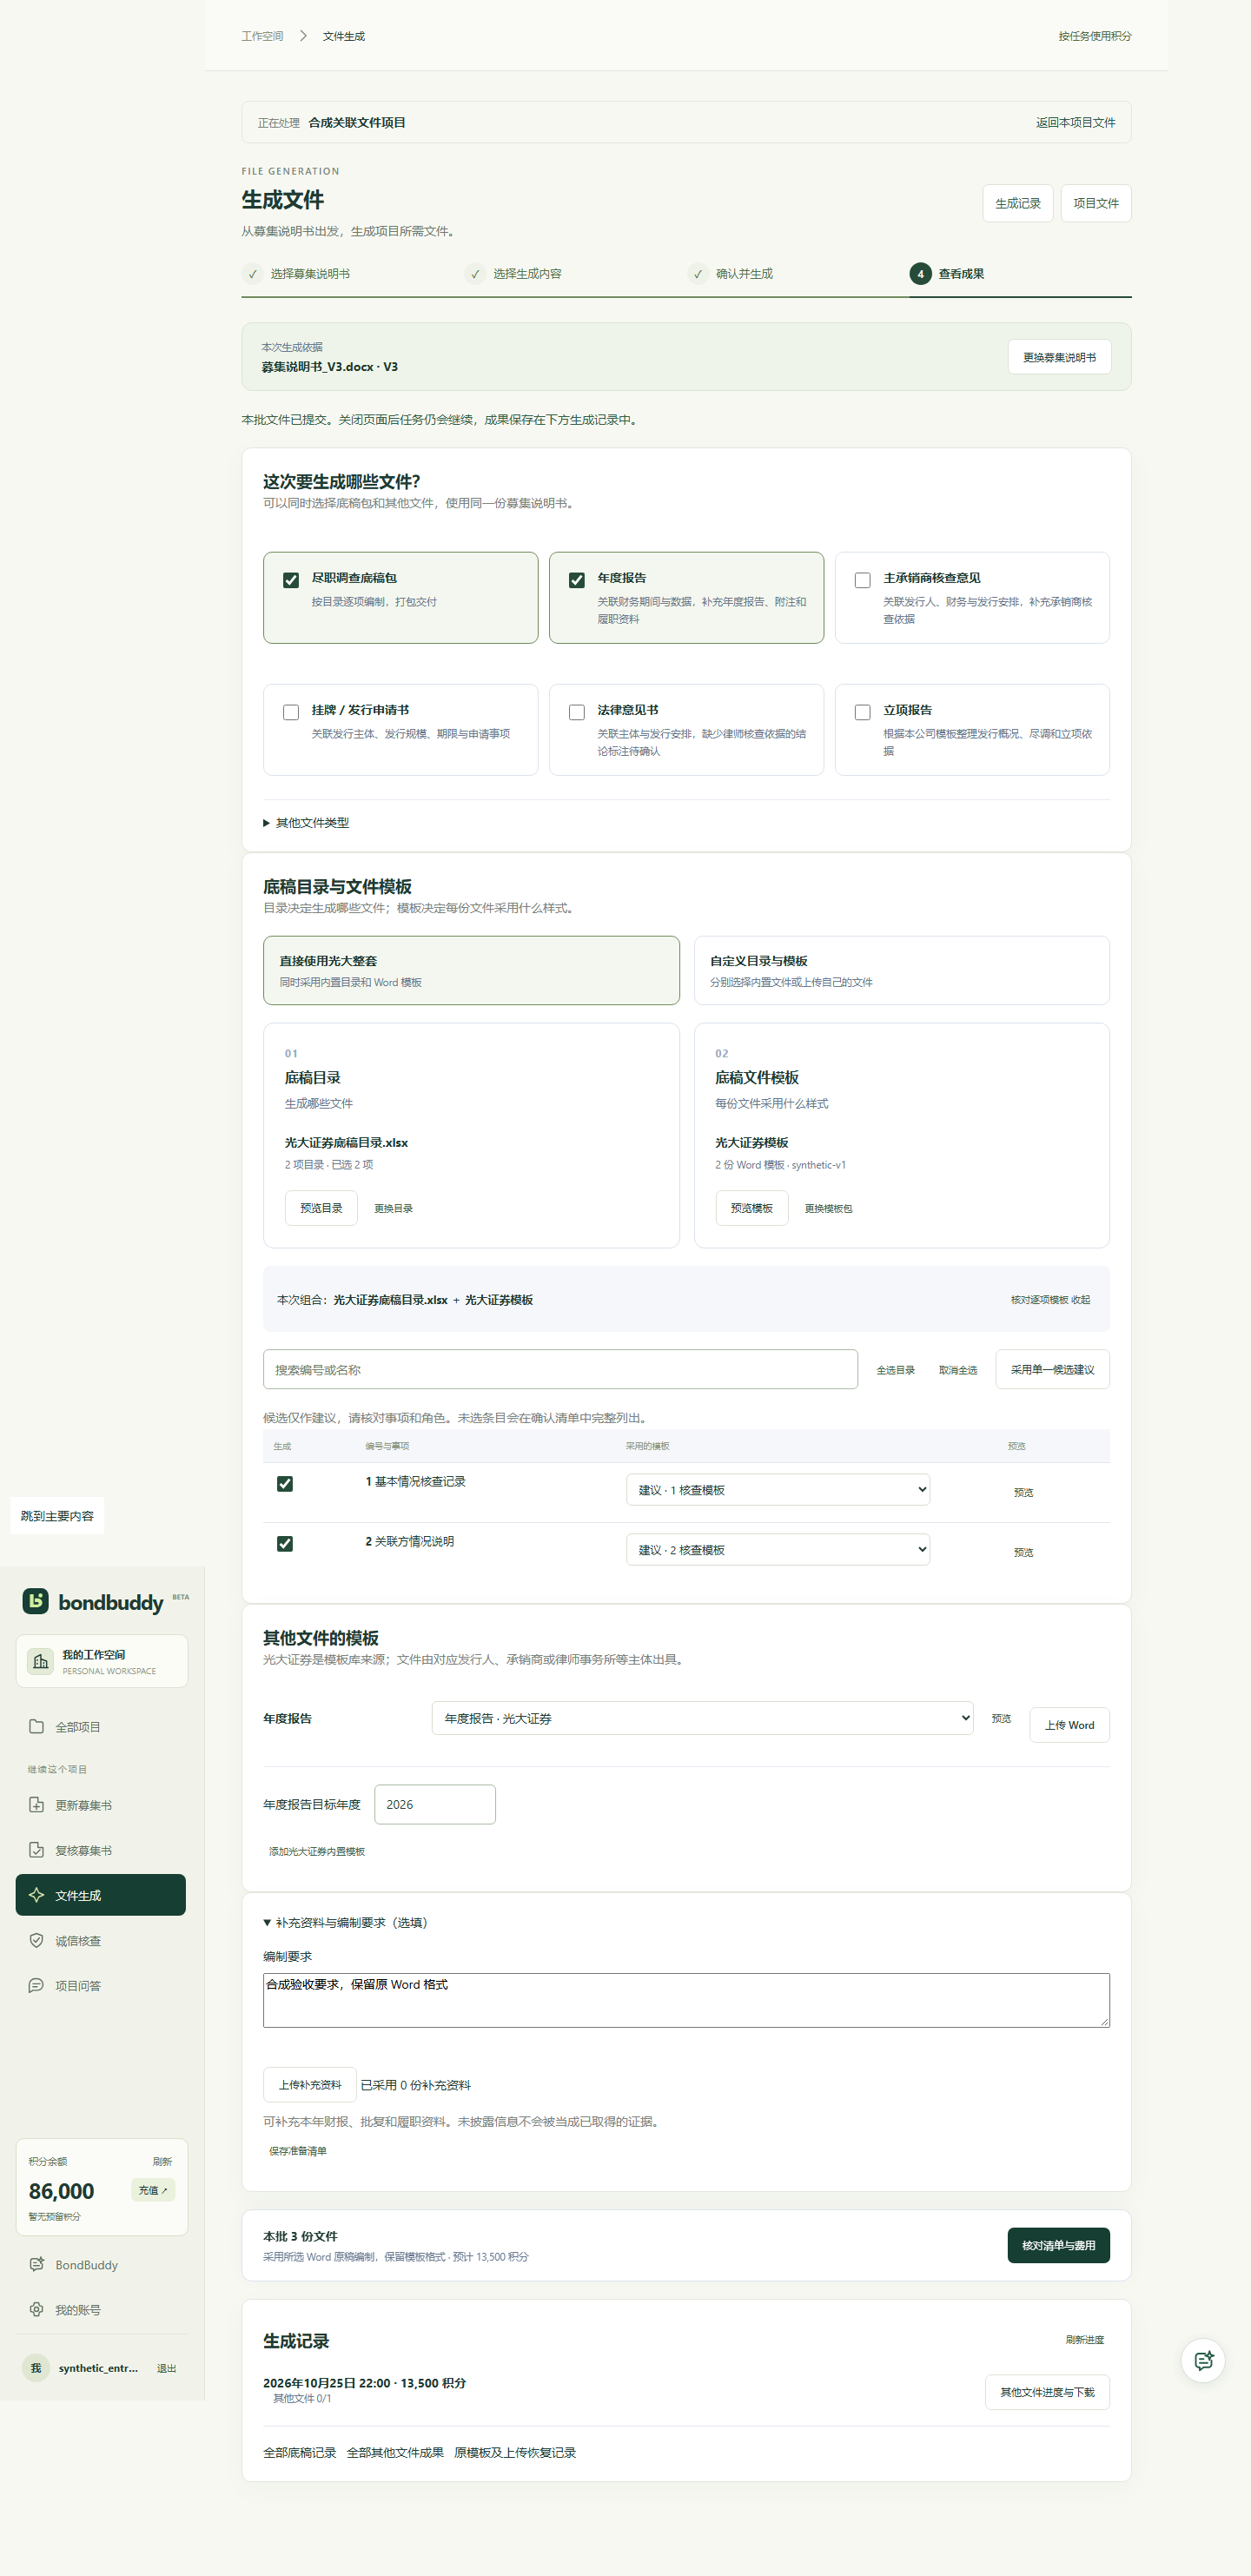 工作空间 > 文件生成
按任务使用积分
正在处理 合成关联文件项目
返回本项目文件
FILE GENERATION
生成文件
从募集说明书出发，生成项目所需文件。
生成记录
项目文件
✓ 选择募集说明书
✓ 选择生成内容
✓ 确认并生成
4 查看成果
本次生成依据
募集说明书_V3.docx · V3
更换募集说明书
本批文件已提交。关闭页面后任务仍会继续，成果保存在下方生成记录中。
这次要生成哪些文件？
可以同时选择底稿包和其他文件，使用同一份募集说明书。
尽职调查底稿包
按目录逐项编制，打包交付
年度报告
关联财务期间与数据，补充年度报告、附注和
履职资料
主承销商核查意见
关联发行人、财务与发行安排，补充承销商核
查依据
挂牌 / 发行申请书
关联发行主体、发行规模、期限与申请事项
法律意见书
关联主体与发行安排，缺少律师核查依据的结
论标注待确认
立项报告
根据本公司模板整理发行概况、尽调和立项依
据
▶ 其他文件类型
底稿目录与文件模板
目录决定生成哪些文件；模板决定每份文件采用什么样式。
直接使用光大整套
同时采用内置目录和 Word 模板
自定义目录与模板
分别选择内置文件或上传自己的文件
01
底稿目录
生成哪些文件
光大证券底稿目录.xlsx
2 项目录 · 已选 2 项
预览目录
更换目录
02
底稿文件模板
每份文件采用什么样式
光大证券模板
2 份 Word 模板 · synthetic-v1
预览模板
更换模板包
本次组合：光大证券底稿目录.xlsx + 光大证券模板
核对逐项模板 收起
搜索编号或名称
全选目录
取消全选
采用单一候选建议
候选仅作建议，请核对事项和角色。未选条目会在确认清单中完整列出。
生成 编号与事项 采用的模板 预览
1 基本情况核查记录 建议 · 1 核查模板 预览
2 关联方情况说明 建议 · 2 核查模板 预览
其他文件的模板
光大证券是模板库来源；文件由对应发行人、承销商或律师事务所等主体出具。
年度报告
年度报告 · 光大证券
预览
上传 Word
年度报告目标年度 2026
添加光大证券内置模板
▼ 补充资料与编制要求（选填）
编制要求
合成验收要求，保留原 Word 格式
上传补充资料 已采用 0 份补充资料
可补充本年财报、批复和履职资料。未披露信息不会被当成已取得的证据。
保存准备清单
本批 3 份文件
采用所选 Word 原稿编制，保留模板格式 · 预计 13,500 积分
核对清单与费用
生成记录
刷新进度
2026年10月25日 22:00 · 13,500 积分
其他文件 0/1
其他文件进度与下载
全部底稿记录 全部其他文件成果 原模板及上传恢复记录
跳到主要内容
bondbuddy BETA
我的工作空间
PERSONAL WORKSPACE
全部项目
继续这个项目
更新募集书
复核募集书
文件生成
诚信核查
项目问答
积分余额 刷新
86,000 充值 ↗
暂无预留积分
BondBuddy
我的账号
我 synthetic_entr... 退出